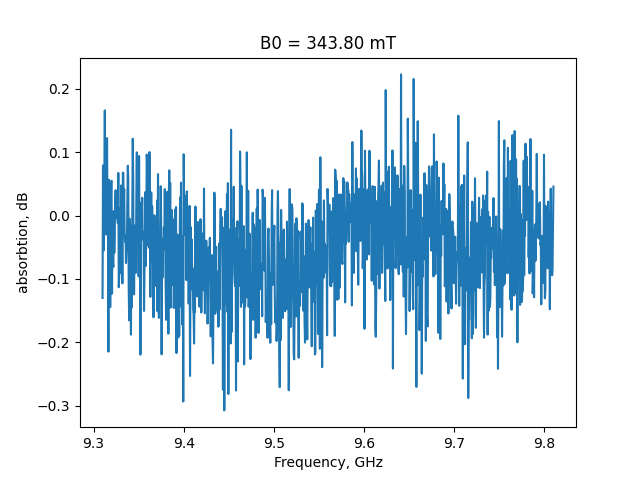 B0 = 343.80 mT
0.2
0.1
0.0
−0.1
−0.2
−0.3
absorbtion, dB
9.3 9.4 9.5 9.6 9.7 9.8
Frequency, GHz